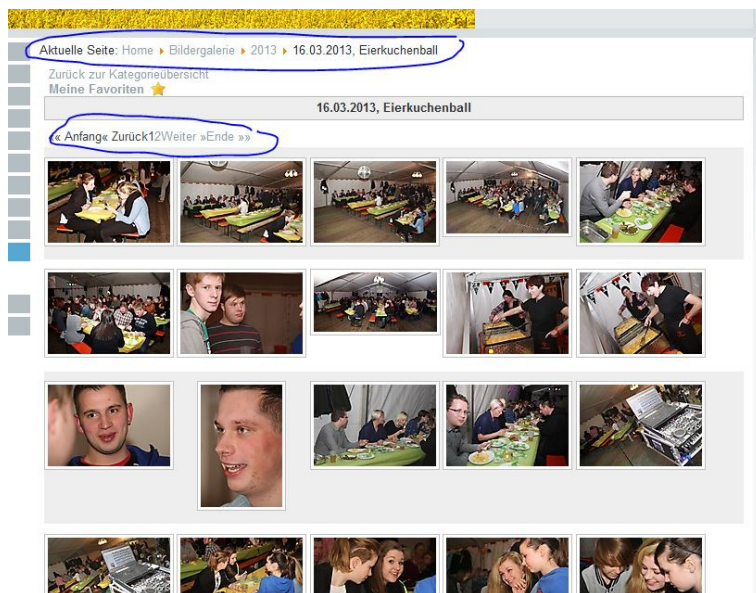 Aktuelle Seite: Home ▸ Bildergalerie ▸ 2013 ▸ 16.03.2013, Eierkuchenball
Zurück zur Kategorieübersicht
Meine Favoriten
16.03.2013, Eierkuchenball
«« Anfang« Zurück12Weiter »Ende »»